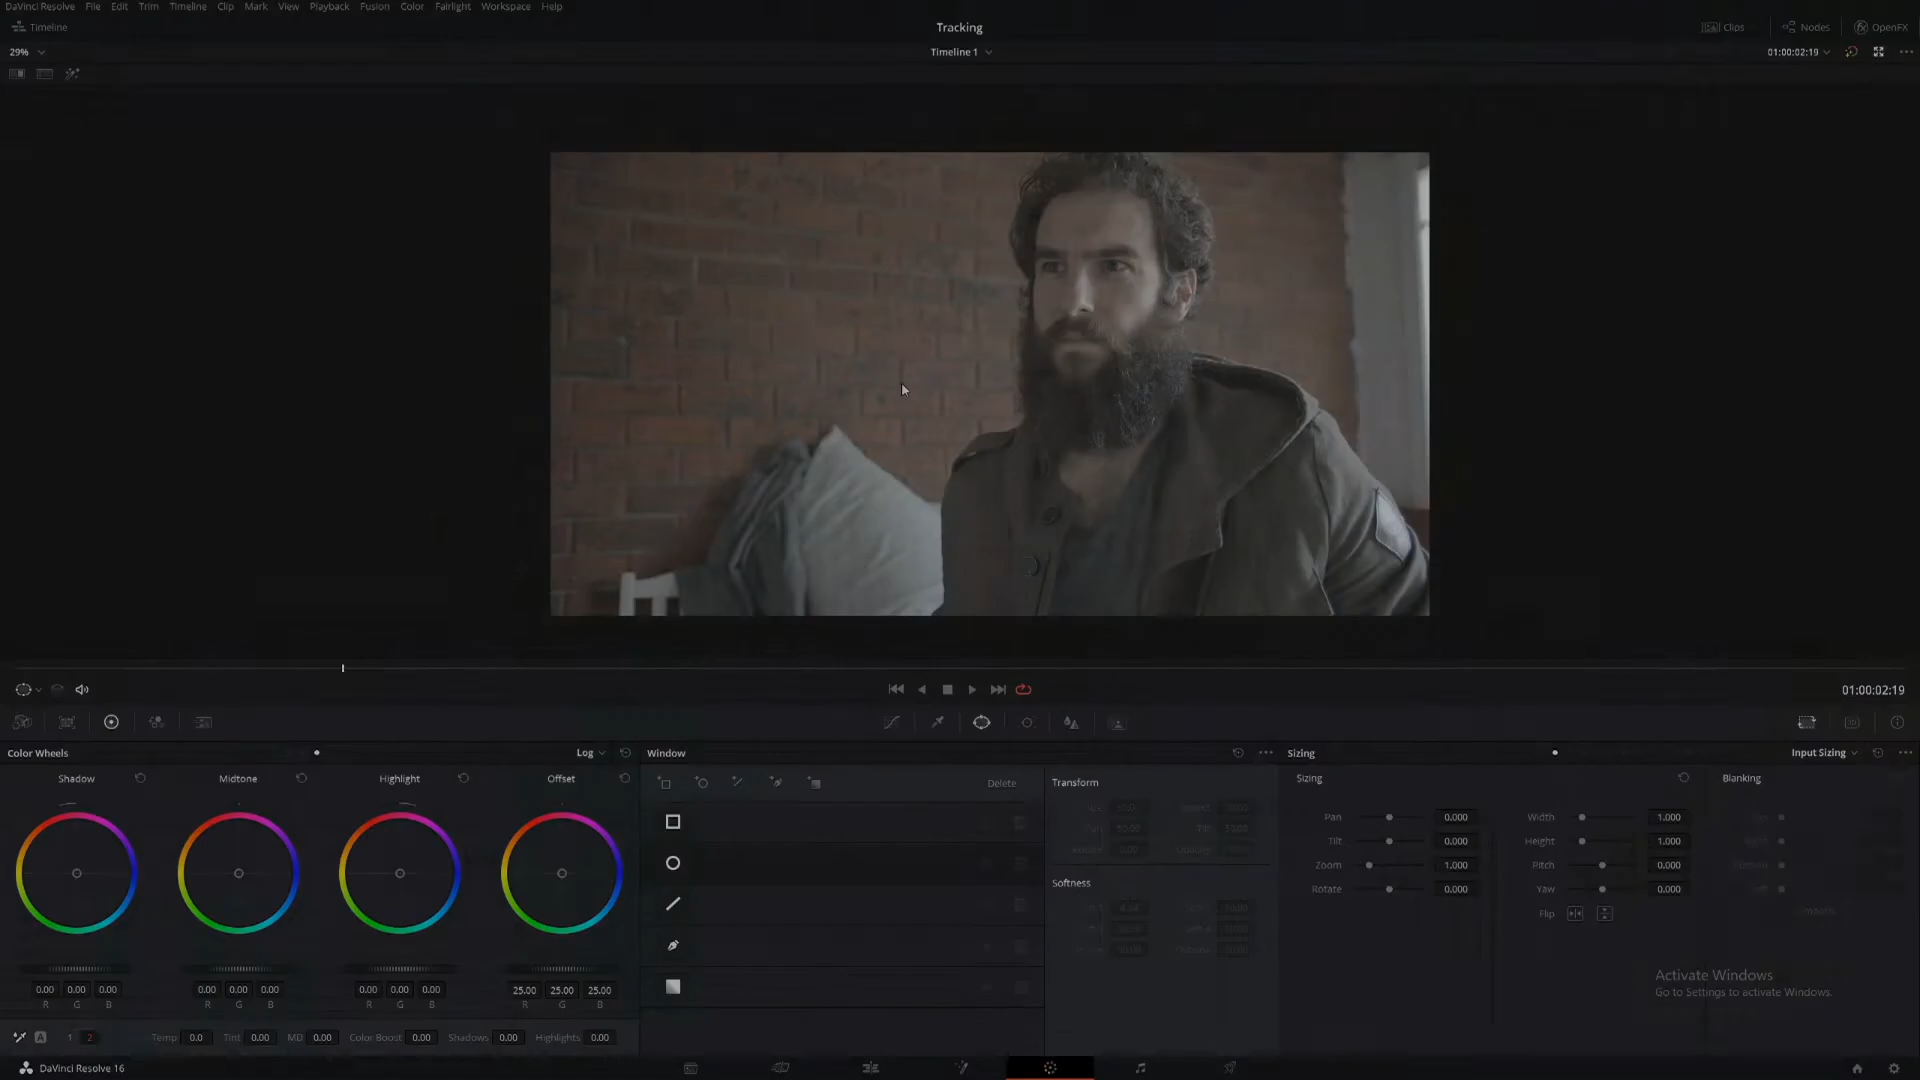 DaVinci Resolve File Edit Trim Timeline Clip Mark View Playback Fusion Color Fairlight Workspace Help
Timeline Tracking Clips Nodes OpenFX
29% Timeline 1 01:00:02:19
01:00:02:19
Color Wheels Log Window Sizing Input Sizing
Shadow Midtone Highlight Offset Delete Transform Sizing Blanking
Pan 0.000 Width 1.000
Tilt 0.000 Height 1.000
Zoom 1.000 Pitch 0.000
Rotate 0.000 Yaw 0.000
Softness
Flip
Activate Windows
Go to Settings to activate Windows.
0.00 0.00 0.00 0.00 0.00 0.00 0.00 0.00 0.00 25.00 25.00 25.00
R G B R G B R G B R G B
A 1 2 Temp 0.0 Tint 0.00 MD 0.00 Color Boost 0.00 Shadows 0.00 Highlights 0.00
DaVinci Resolve 16